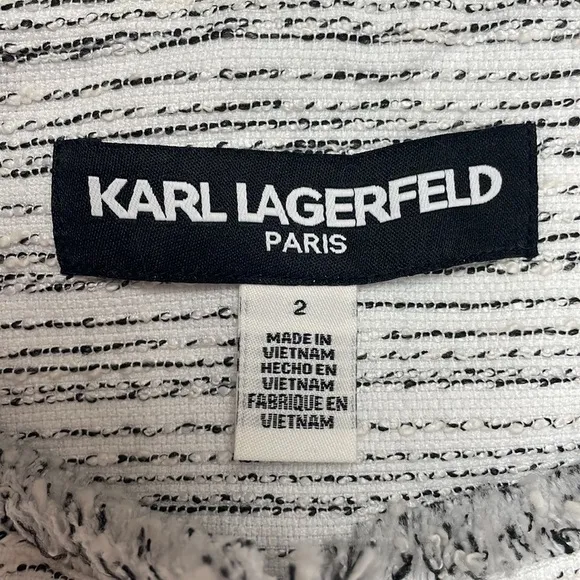 KARL LAGERFELD
PARIS
2
MADE IN
VIETNAM
HECHO EN
VIETNAM
FABRIQUE EN
VIETNAM